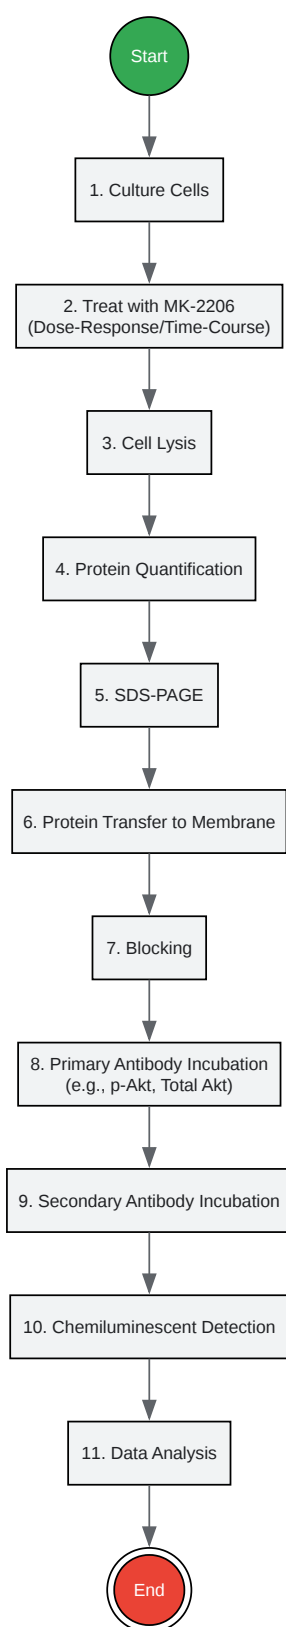 Start
1. Culture Cells
2. Treat with MK-2206
(Dose-Response/Time-Course)
3. Cell Lysis
4. Protein Quantification
5. SDS-PAGE
6. Protein Transfer to Membrane
7. Blocking
8. Primary Antibody Incubation
(e.g., p-Akt, Total Akt)
9. Secondary Antibody Incubation
10. Chemiluminescent Detection
11. Data Analysis
End